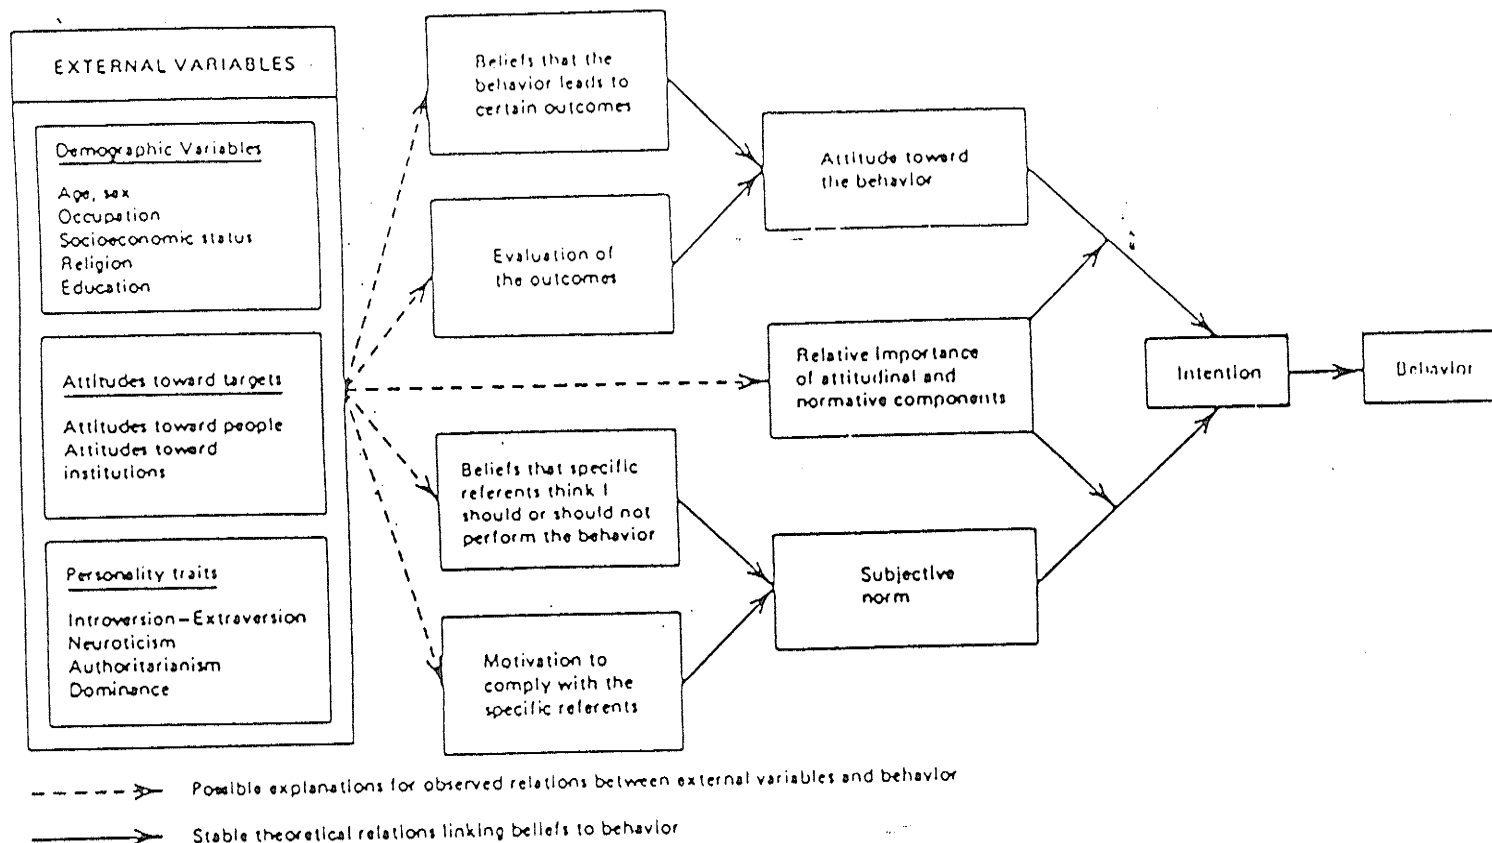 EXTERNAL VARIABLES
Demographic Variables
Age, sex
Occupation
Socioeconomic status
Religion
Education
Attitudes toward targets
Attitudes toward people
Attitudes toward
institutions
Personality traits
Introversion–Extraversion
Neuroticism
Authoritarianism
Dominance
Beliefs that the
behavior leads to
certain outcomes
Evaluation of
the outcomes
Beliefs that specific
referents think I
should or should not
perform the behavior
Motivation to
comply with the
specific referents
Attitude toward
the behavior
Relative importance
of attitudinal and
normative components
Subjective
norm
Intention
Behavior
Possible explanations for observed relations between external variables and behavior
Stable theoretical relations linking beliefs to behavior